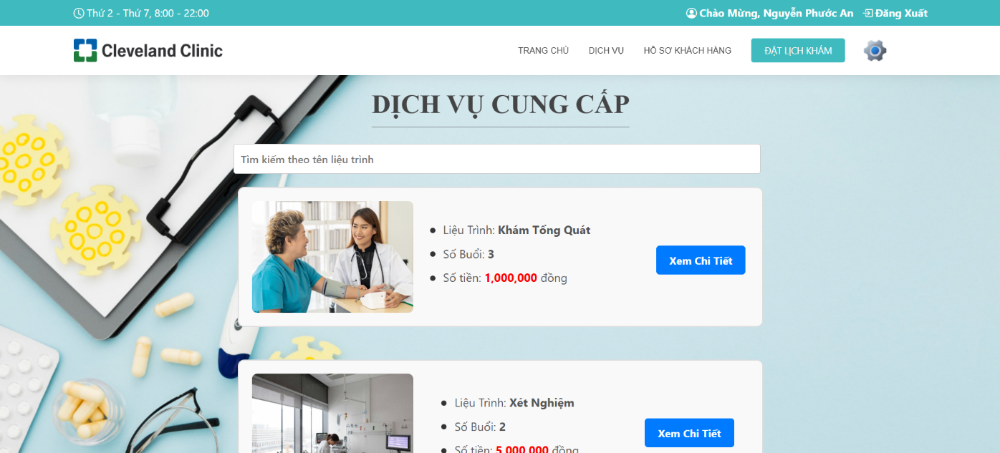 Thứ 2 - Thứ 7, 8:00 - 22:00
Chào Mừng, Nguyễn Phước An
Đăng Xuất
Cleveland Clinic
TRANG CHỦ
DỊCH VỤ
HỒ SƠ KHÁCH HÀNG
ĐẶT LỊCH KHÁM
DỊCH VỤ CUNG CẤP
Tìm kiếm theo tên liệu trình
Liệu Trình: Khám Tổng Quát
Số Buổi: 3
Số tiền: 1,000,000 đồng
Xem Chi Tiết
Liệu Trình: Xét Nghiệm
Số Buổi: 2
Số tiền: 5,000,000 đồng
Xem Chi Tiết